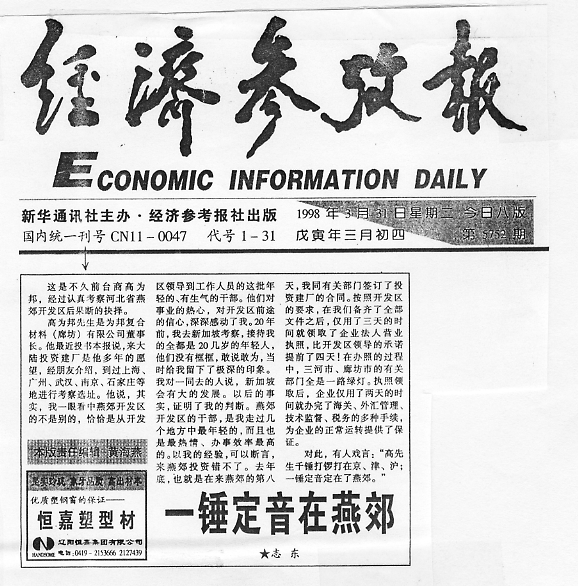 经济参考报
ECONOMIC INFORMATION DAILY
新华通讯社主办·经济参考报社出版
国内统一刊号CN11-0047 代号1-31
1998年3月31日星期二 今日八版
戊寅年三月初四 第5752期
这是不久前台商高为
邦，经过认真考察河北省燕
郊开发区后果断的抉择。
高为邦先生是为邦复合
材料（廊坊）有限公司董事
长。他最近投书本报说，来大
陆投资建厂是他多年的愿
望，经朋友介绍，到过上海、
广州、武汉、南京、石家庄等
地进行考察选址。他说，其
实，我一眼看中燕郊开发区
的不是别的，恰恰是从开发
区领导到工作人员的这批年
轻的、有生气的干部。他们对
事业的热心，对开发区前途
的信心，深深感动了我。20年
前，我去新加坡考察，接待我
的全都是20几岁的年轻人，
他们没有框框，敢说敢为，当
时给我留下了极深的印象。
我对一同去的人说，新加坡
会有大的发展。以后的事
实，证明了我的判断。燕郊
开发区的干部，是我走过几
个地方中最年轻的，而且也
是最热情、办事效率最高
的。以我的经验，可以断言，
来燕郊投资错不了。去年
底，也就是在来燕郊的第八
天，我同有关部门签订了投
资建厂的合同。按照开发区
的要求，在我们备齐了全部
文件之后，仅用了三天的时
间就领取了企业法人营业
执照，比开发区领导的承诺
提前了四天！在办照的过程
中，三河市、廊坊市的有关
部门全是一路绿灯。执照领
取后，企业仅用了两天的时
间就办完了海关、外汇管理、
技术监督、税务的多种手续，
为企业的正常运转提供了保
证。
对此，有人戏言：“高先
生千锤打锣打在京、津、沪；
一锤定音定在了燕郊。”
一锤定音在燕郊
★志 东
本版责任编辑 黄海燕
优质塑钢窗的保证——
恒嘉塑型材
HANDSOME
辽阳恒嘉集团有限公司
电话：0419-2153666 2127439